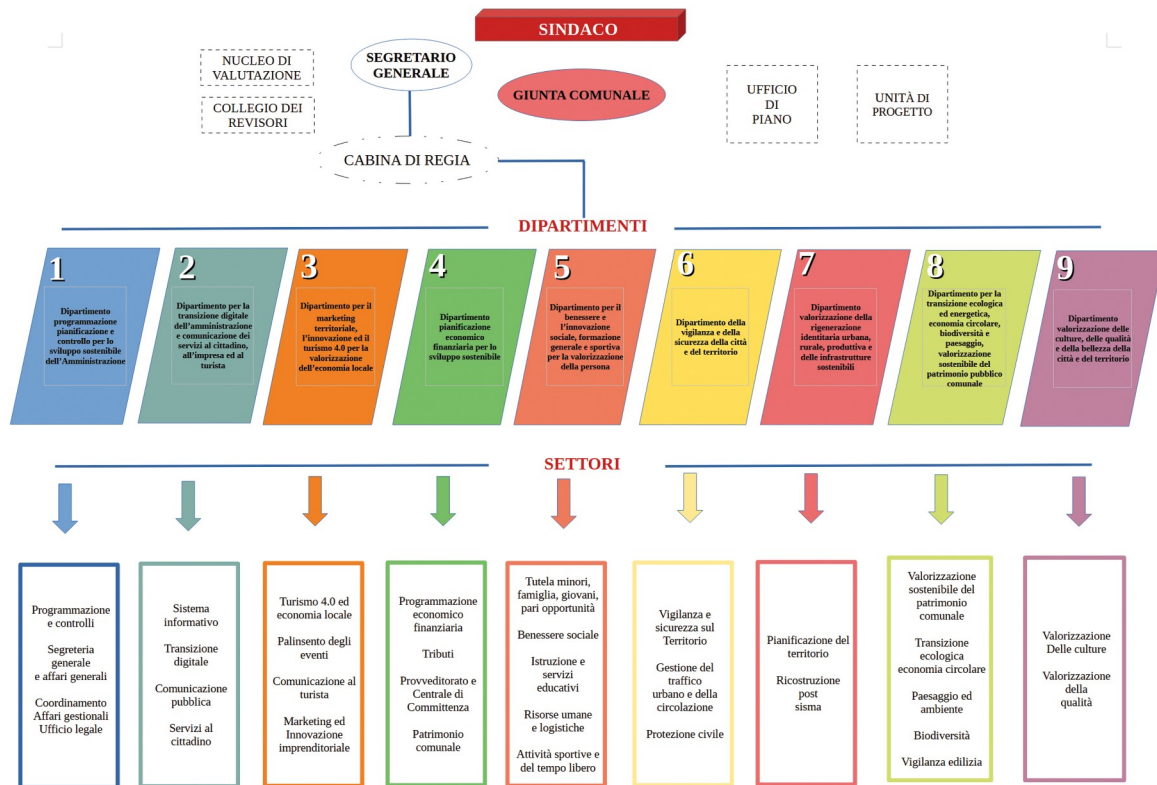 SINDACO
NUCLEO DI
VALUTAZIONE
SEGRETARIO
GENERALE
GIUNTA COMUNALE
COLLEGIO DEI
REVISORI
UFFICIO
DI
PIANO
UNITÀ DI
PROGETTO
CABINA DI REGIA
DIPARTIMENTI
1
Dipartimento
programmazione
pianificazione e
controllo per lo
sviluppo sostenibile
dell'Amministrazione
2
Dipartimento per la
transizione digitale
dell'amministrazione
e comunicazione dei
servizi al cittadino,
all'impresa ed al
turista
3
Dipartimento per il
marketing
territoriale,
l'innovazione ed il
turismo 4.0 per la
valorizzazione
dell'economia locale
4
Dipartimento
pianificazione
economico
finanziaria per lo
sviluppo sostenibile
5
Dipartimento per il
benessere e
l'innovazione
sociale, formazione
generale e sportiva
per la valorizzazione
della persona
6
Dipartimento della
vigilanza e della
sicurezza della città
e del territorio
7
Dipartimento
valorizzazione della
rigenerazione
identitaria urbana,
rurale, produttiva e
delle infrastrutture
sostenibili
8
Dipartimento per la
transizione ecologica
ed energetica,
economia circolare,
biodiversità e
paesaggio,
valorizzazione
sostenibile del
patrimonio pubblico
comunale
9
Dipartimento
valorizzazione delle
culture, delle qualità
e della bellezza della
città e del territorio
SETTORI
Programmazione
e controlli
Segreteria
generale
e affari generali
Coordinamento
Affari gestionali
Ufficio legale
Sistema
informativo
Transizione
digitale
Comunicazione
pubblica
Servizi al
cittadino
Turismo 4.0 ed
economia locale
Palinsento degli
eventi
Comunicazione al
turista
Marketing ed
Innovazione
imprenditoriale
Programmazione
economico
finanziaria
Tributi
Provveditorato e
Centrale di
Committenza
Patrimonio
comunale
Tutela minori,
famiglia, giovani,
pari opportunità
Benessere sociale
Istruzione e
servizi
educativi
Risorse umane
e logistiche
Attività sportive e
del tempo libero
Vigilanza e
sicurezza sul
Territorio
Gestione del
traffico
urbano e della
circolazione
Protezione civile
Pianificazione del
territorio
Ricostruzione
post
sisma
Valorizzazione
sostenibile del
patrimonio
comunale
Transizione
ecologica
economia circolare
Paesaggio ed
ambiente
Biodiversità
Vigilanza edilizia
Valorizzazione
Delle culture
Valorizzazione
della
qualità